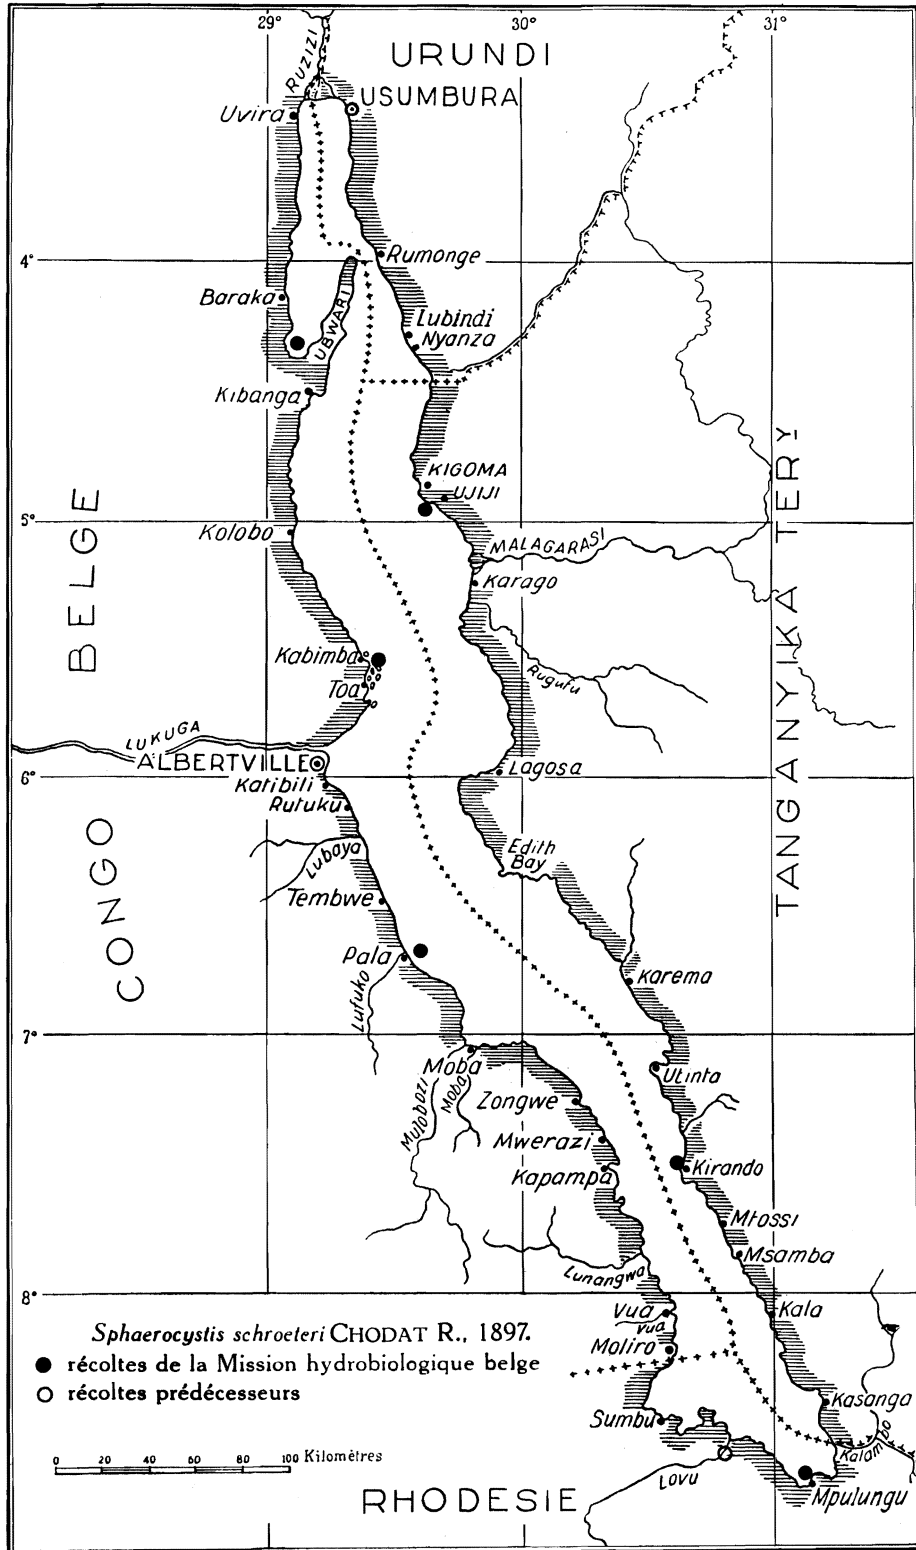 29°
30°
31°
RUZIZI
URUNDI
USUMBURA
Uvira
4°
Rumonge
Baraka
UBWARI
Lubindi
Nyanza
Kibanga
KIGOMA
UJIJI
5°
Kolobo
MALAGARASI
Karago
Kabimba
Toa
Rugufu
LUKUGA
ALBERTVILLE
6°
Katibili
Rutuku
Lagosa
Edith
Bay
Lubaya
Tembwe
Pala
Lufuko
Karema
CONGO BELGE
TANGANYIKA TERY
7°
Moba
Mulobozi
Moba
Utinta
Zongwe
Mwerazi
Kapampa
Kirando
Mtossi
Msamba
Lunangwa
8°
Vua
Vua
Kala
Moliro
Sphaerocystis schroeteri CHODAT R., 1897.
récoltes de la Mission hydrobiologique belge
récoltes prédécesseurs
Sumbu
Kasanga
Kalambo
0 20 40 60 80 100 Kilomètres
Lovu
Mpulungu
RHODESIE